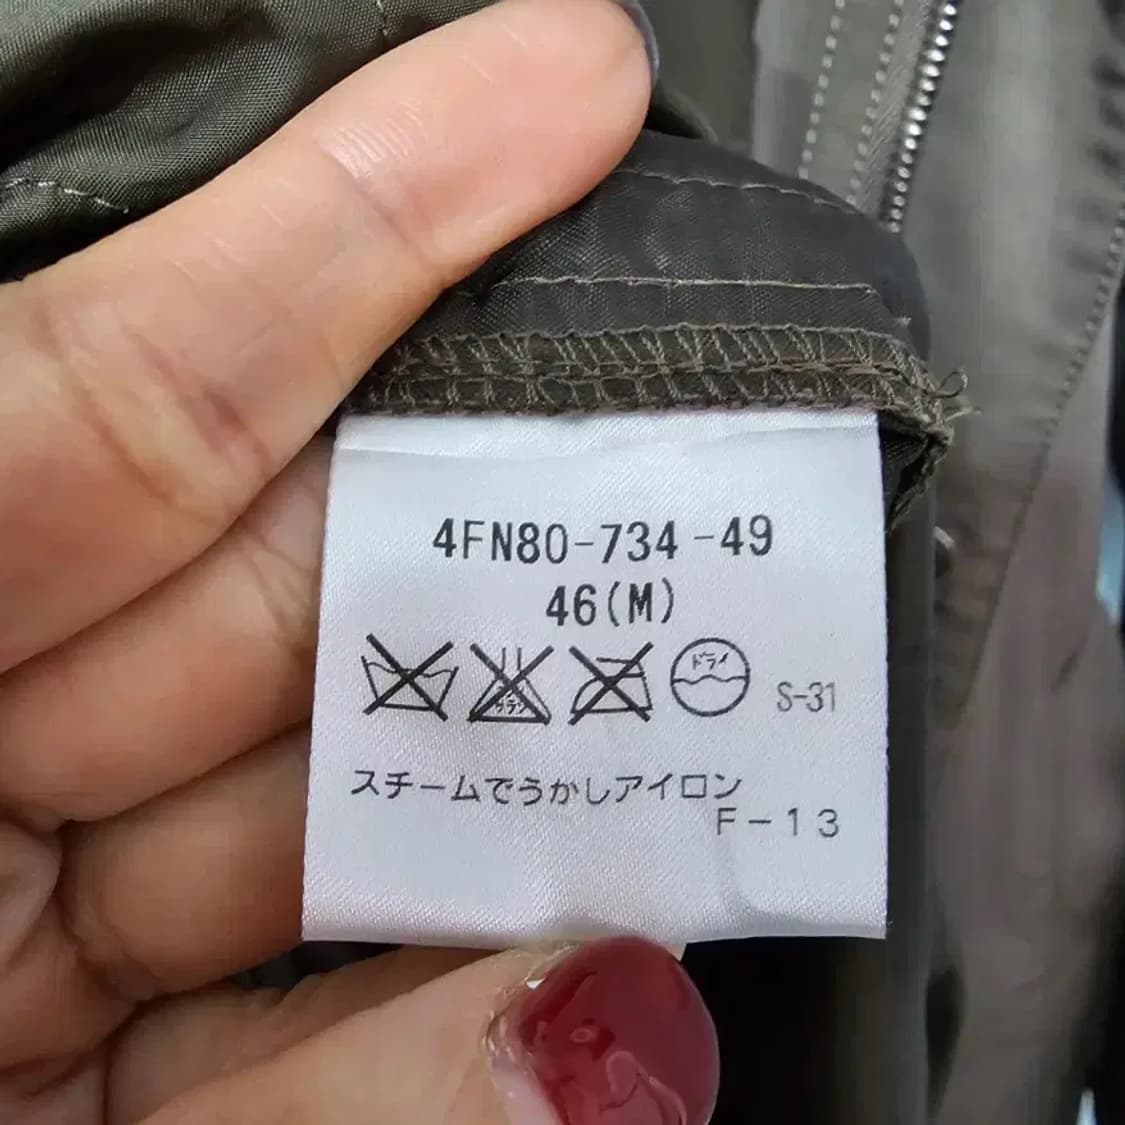 4FN80-734-49
46(M)
ドライ S-31
スチームでうかしアイロン
F-13